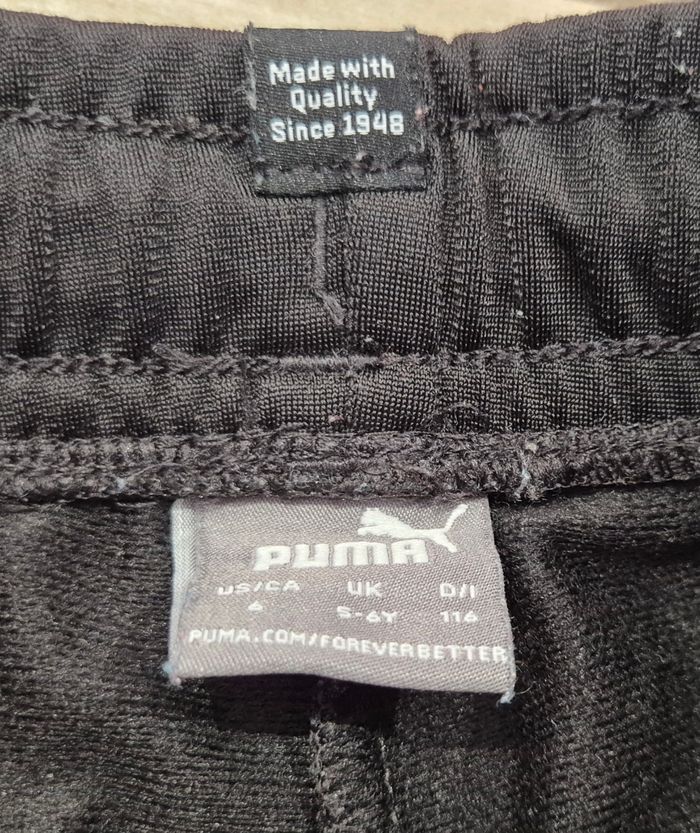 Made with
Quality
Since 1948
PUMA
US/CA UK D/I
6 5-6Y 116
PUMA.COM/FOREVERBETTER